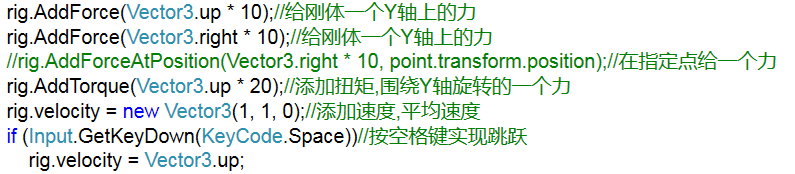 rig.AddForce(Vector3.up * 10);//给刚体一个Y轴上的力
rig.AddForce(Vector3.right * 10);//给刚体一个Y轴上的力
//rig.AddForceAtPosition(Vector3.right * 10, point.transform.position);//在指定点给一个力
rig.AddTorque(Vector3.up * 20);//添加扭矩,围绕Y轴旋转的一个力
rig.velocity = new Vector3(1, 1, 0);//添加速度,平均速度
if (Input.GetKeyDown(KeyCode.Space))//按空格键实现跳跃
    rig.velocity = Vector3.up;